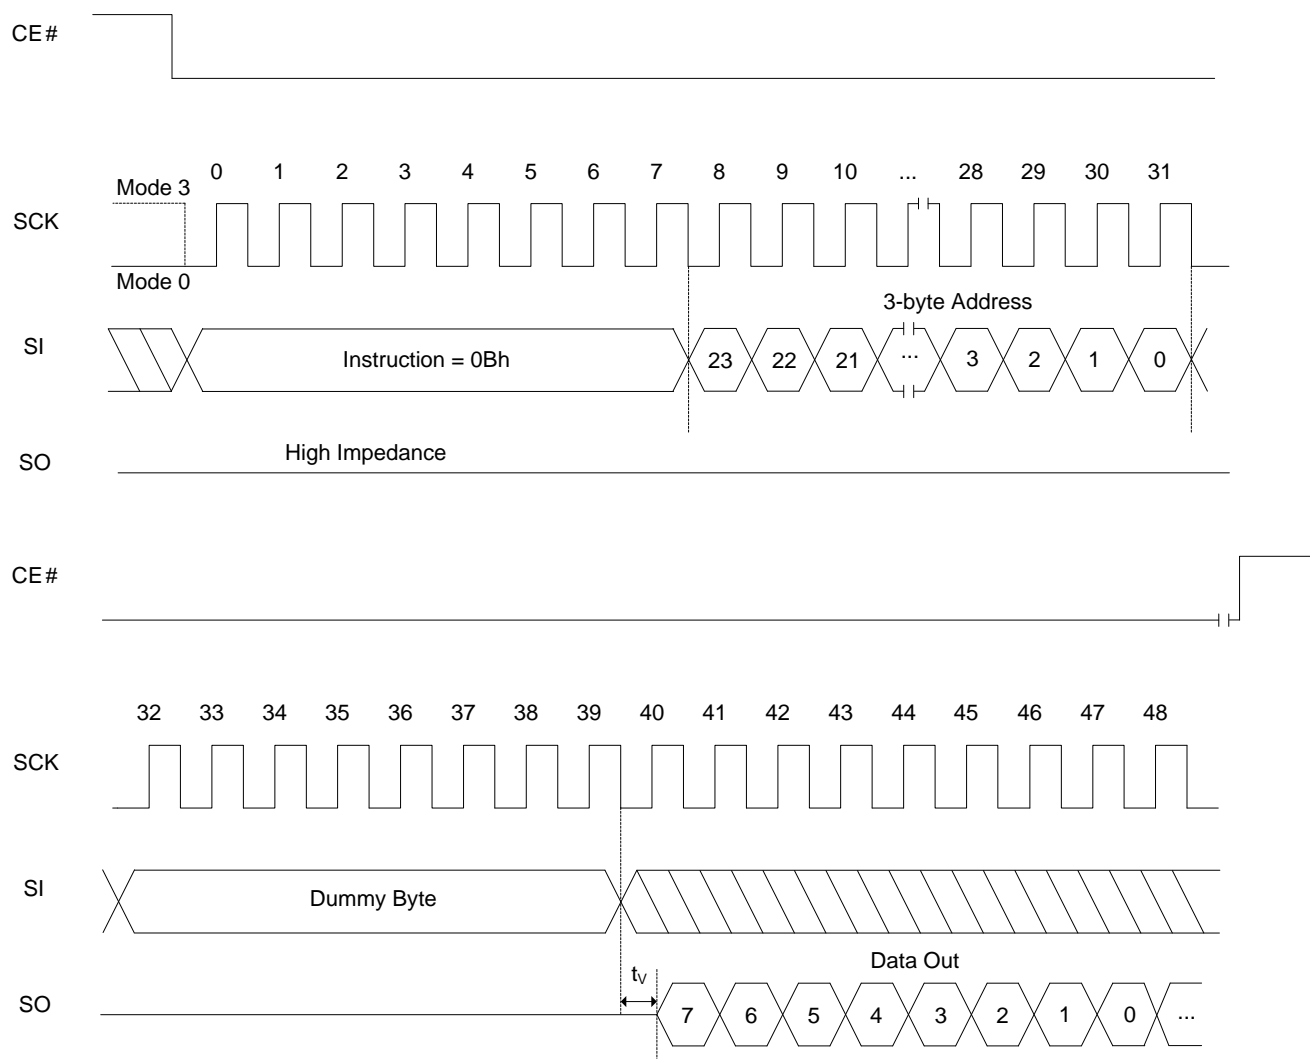 CE#
0 1 2 3 4 5 6 7 8 9 10 ... 28 29 30 31
Mode 3
SCK
Mode 0
3-byte Address
SI
Instruction = 0Bh 23 22 21 ... 3 2 1 0
High Impedance
SO
CE#
32 33 34 35 36 37 38 39 40 41 42 43 44 45 46 47 48
SCK
SI
Dummy Byte
tV
Data Out
SO
7 6 5 4 3 2 1 0 ...